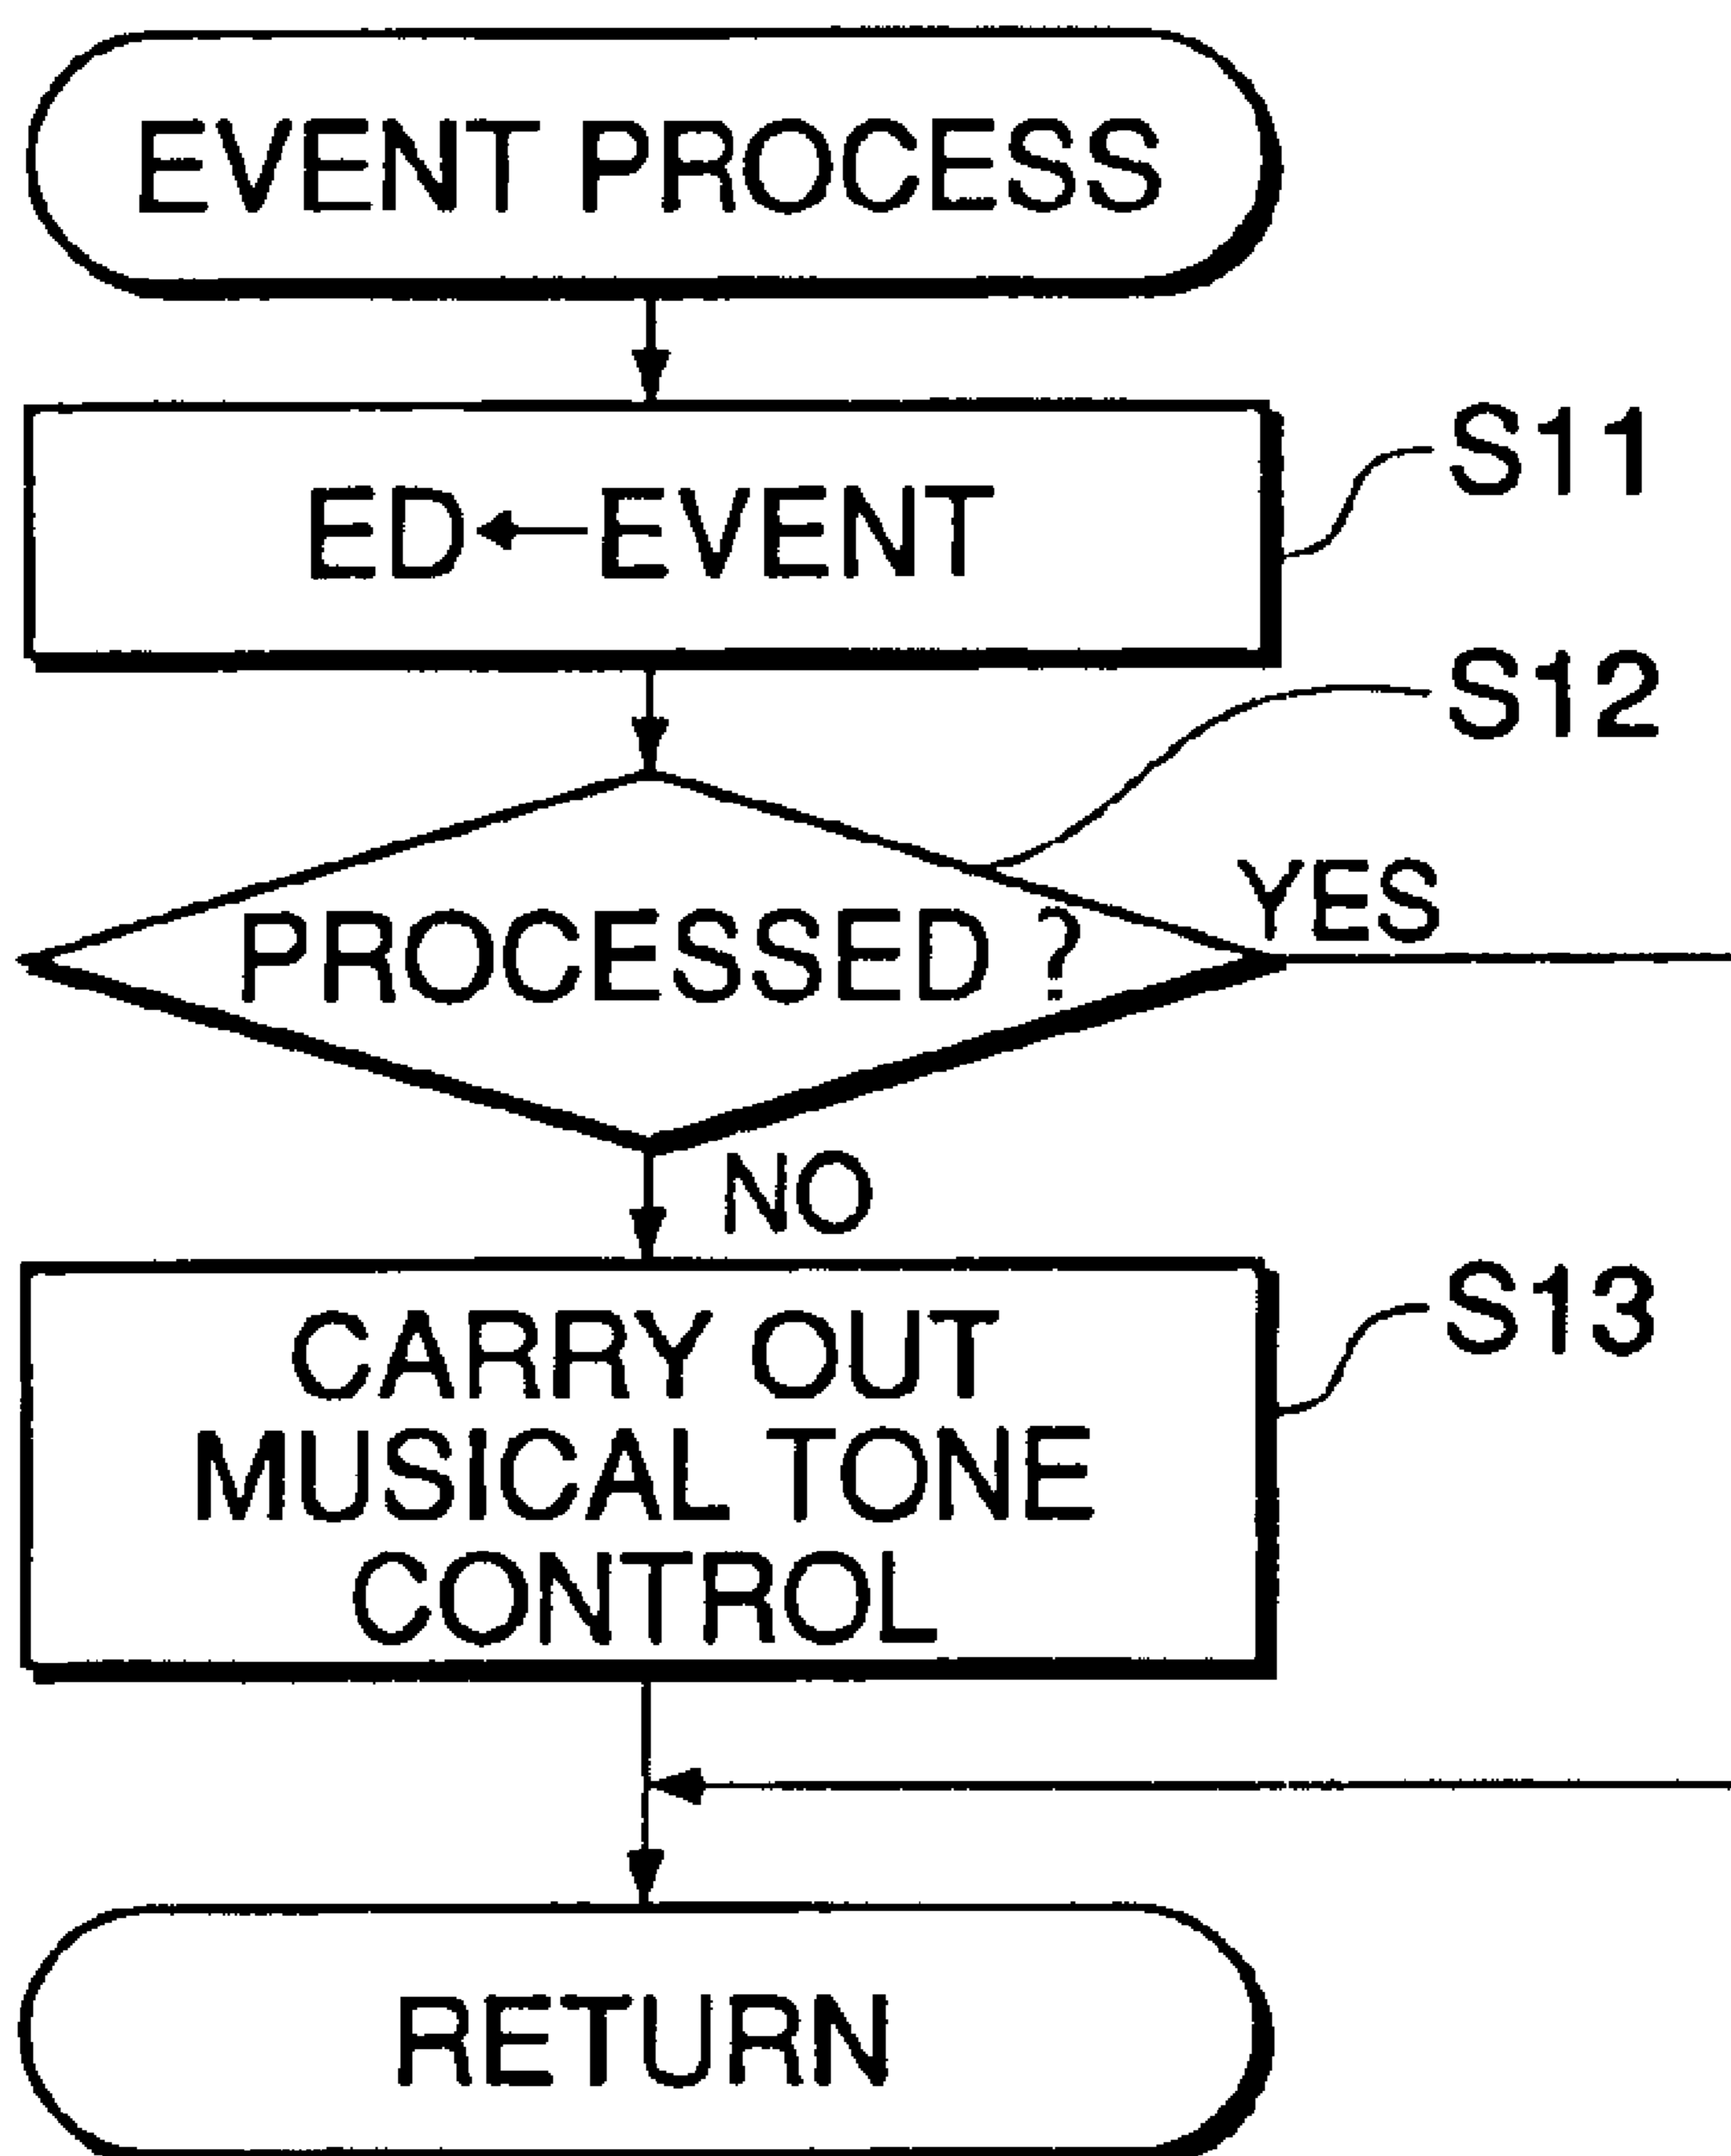 EVENT PROCESS
ED←EVENT
S11
S12
PROCESSED ?
YES
NO
CARRY OUT
MUSICAL TONE
CONTROL
S13
RETURN